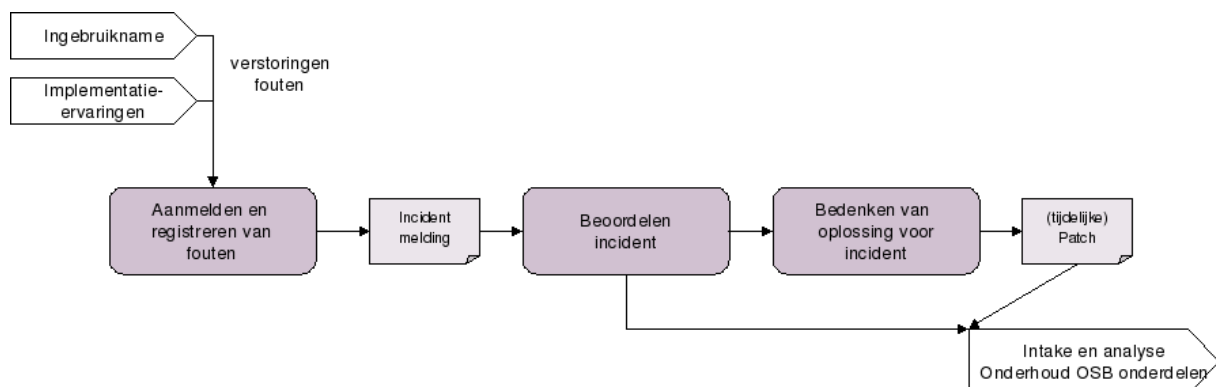 Ingebruikname
Implementatie-
ervaringen
verstoringen
fouten
Aanmelden en
registreren van
fouten
Incident
melding
Beoordelen
incident
Bedenken van
oplossing voor
incident
(tijdelijke)
Patch
Intake en analyse
Onderhoud OSB onderdelen